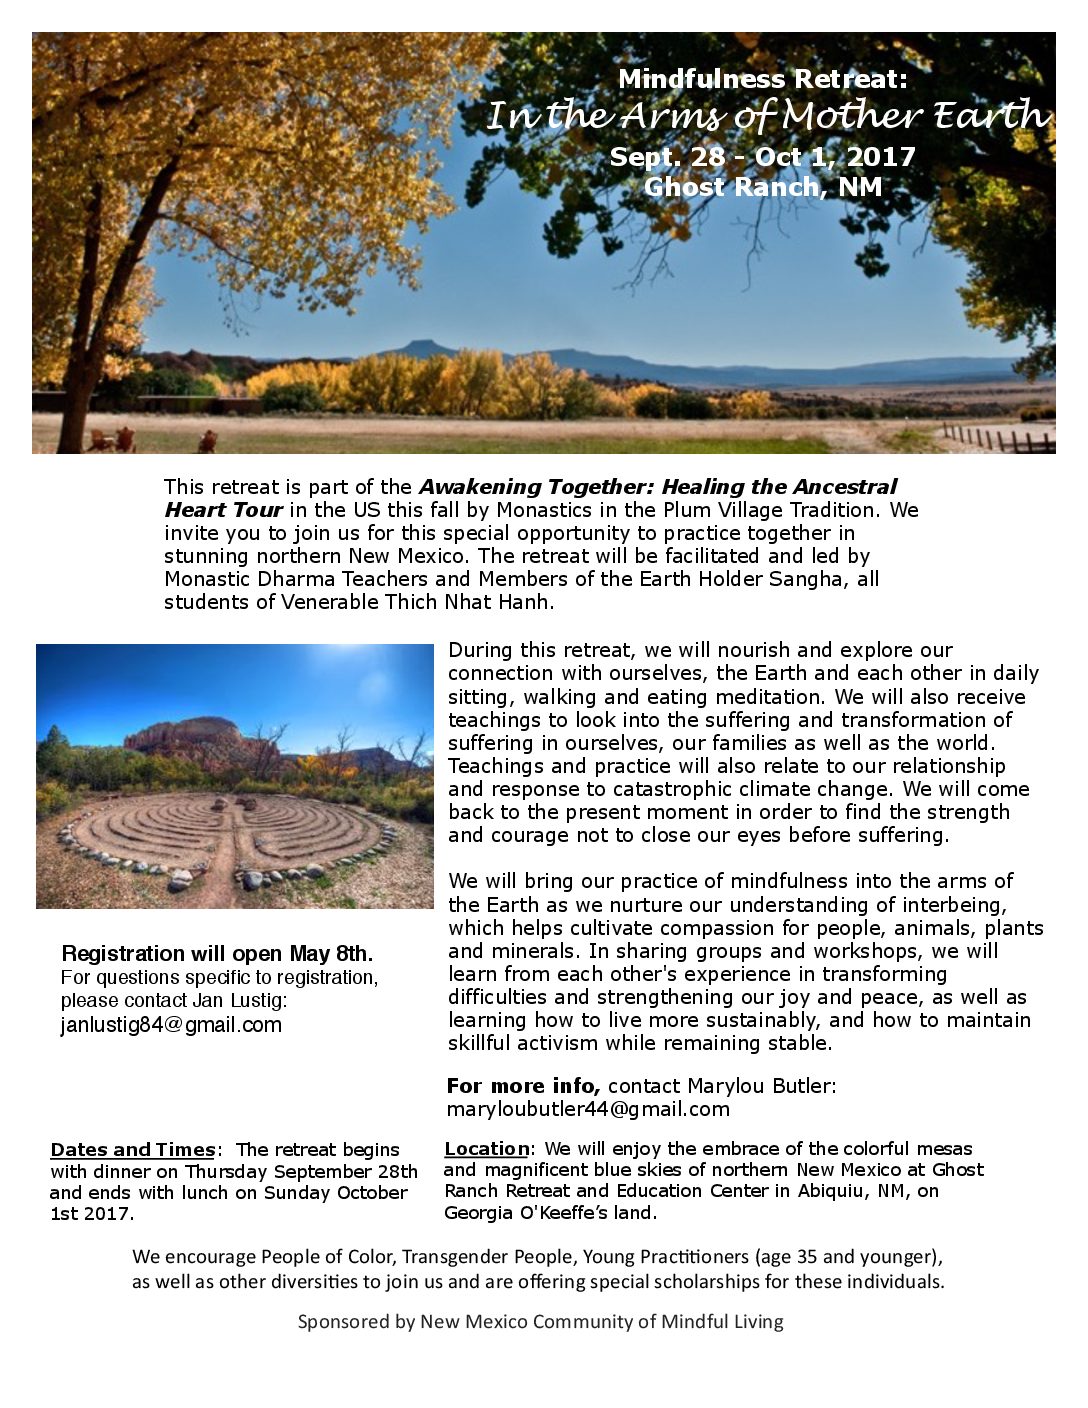 Mindfulness Retreat:
In the Arms of Mother Earth
Sept. 28 - Oct 1, 2017
Ghost Ranch, NM
This retreat is part of the Awakening Together: Healing the Ancestral
Heart Tour in the US this fall by Monastics in the Plum Village Tradition. We
invite you to join us for this special opportunity to practice together in
stunning northern New Mexico. The retreat will be facilitated and led by
Monastic Dharma Teachers and Members of the Earth Holder Sangha, all
students of Venerable Thich Nhat Hanh.
During this retreat, we will nourish and explore our
connection with ourselves, the Earth and each other in daily
sitting, walking and eating meditation. We will also receive
teachings to look into the suffering and transformation of
suffering in ourselves, our families as well as the world.
Teachings and practice will also relate to our relationship
and response to catastrophic climate change. We will come
back to the present moment in order to find the strength
and courage not to close our eyes before suffering.
We will bring our practice of mindfulness into the arms of
the Earth as we nurture our understanding of interbeing,
which helps cultivate compassion for people, animals, plants
and minerals. In sharing groups and workshops, we will
learn from each other's experience in transforming
difficulties and strengthening our joy and peace, as well as
learning how to live more sustainably, and how to maintain
skillful activism while remaining stable.
Registration will open May 8th.
For questions specific to registration,
please contact Jan Lustig:
janlustig84@gmail.com
For more info, contact Marylou Butler:
maryloubutler44@gmail.com
Dates and Times: The retreat begins
with dinner on Thursday September 28th
and ends with lunch on Sunday October
1st 2017.
Location: We will enjoy the embrace of the colorful mesas
and magnificent blue skies of northern New Mexico at Ghost
Ranch Retreat and Education Center in Abiquiu, NM, on
Georgia O'Keeffe’s land.
We encourage People of Color, Transgender People, Young Practitioners (age 35 and younger),
as well as other diversities to join us and are offering special scholarships for these individuals.
Sponsored by New Mexico Community of Mindful Living